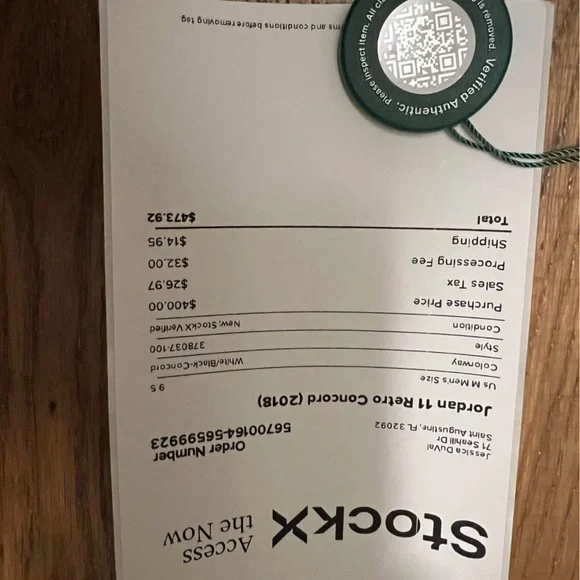 StockX
Access
the Now
Jessica DuVal
71 Seahill Dr
Saint Augustine, FL 32092
Order Number
56700164-56599923
Jordan 11 Retro Concord (2018)
Us M Men's Size 9.5
Colorway White/Black-Concord
Style 378037-100
Condition New, StockX Verified
Purchase Price $400.00
Sales Tax $26.97
Processing Fee $32.00
Shipping $14.95
Total $473.92
and conditions before removing tag
Verified Authentic. Please inspect item. All
is removed.